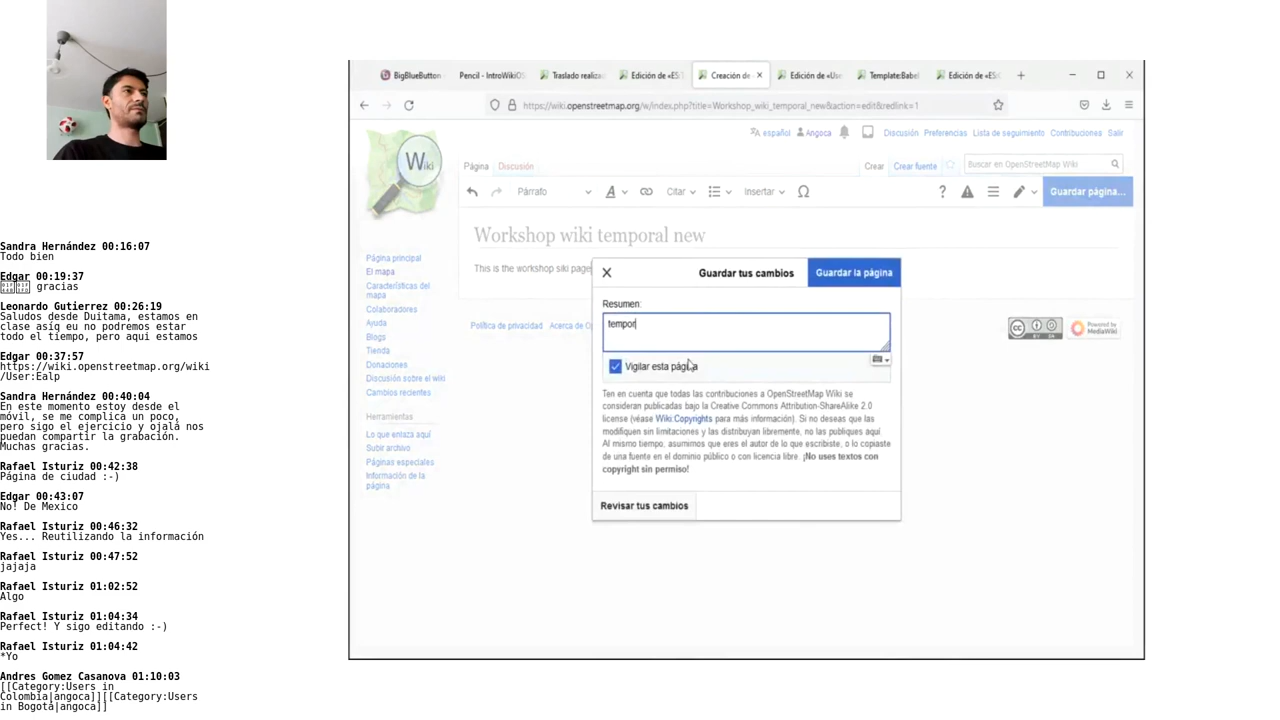 Sandra Hernández 00:16:07
Todo bien
Edgar 00:19:37
gracias
Leonardo Gutierrez 00:26:19
Saludos desde Duitama, estamos en
clase asig eu no podremos estar
todo el tiempo, pero aqui estamos
Edgar 00:37:57
https://wiki.openstreetmap.org/wiki
/User:Ealp
Sandra Hernández 00:40:04
En este momento estoy desde el
móvil, se me complica un poco,
pero sigo el ejercicio y ojalá nos
puedan compartir la grabación.
Muchas gracias.
Rafael Isturiz 00:42:38
Página de ciudad :-)
Edgar 00:43:07
No! De Mexico
Rafael Isturiz 00:46:32
Yes... Reutilizando la información
Rafael Isturiz 00:47:52
jajaja
Rafael Isturiz 01:02:52
Algo
Rafael Isturiz 01:04:34
Perfect! Y sigo editando :-)
Rafael Isturiz 01:04:42
*Yo
Andres Gomez Casanova 01:10:03
[[Category:Users in
Colombia|angoca]][[Category:Users
in Bogotá|angoca]]
BigBlueButton Pencil - IntroWikiOS Traslado realiza Edición de «ES: Creación de Edición de «Use Template:Babel Edición de «ES:
https://wiki.openstreetmap.org/w/index.php?title=Workshop_wiki_temporal_new&action=edit&redlink=1
español Angoca Discusión Preferencias Lista de seguimiento Contribuciones Salir
Wiki
Página Discusión Crear Crear fuente Buscar en OpenStreetMap Wiki
Párrafo A Citar Insertar Ω ? Guardar página...
Workshop wiki temporal new
This is the workshop siki page
Política de privacidad Acerca de Op
CC BY SA Powered by MediaWiki
Página principal
El mapa
Características del
mapa
Colaboradores
Ayuda
Blogs
Tienda
Donaciones
Discusión sobre el wiki
Cambios recientes
Herramientas
Lo que enlaza aquí
Subir archivo
Páginas especiales
Información de la
página
Guardar tus cambios Guardar la página
Resumen:
tempor
Vigilar esta página
Ten en cuenta que todas las contribuciones a OpenStreetMap Wiki se
consideran publicadas bajo la Creative Commons Attribution-ShareAlike 2.0
license (véase Wiki:Copyrights para más información). Si no deseas que las
modifiquen sin limitaciones y las distribuyan libremente, no las publiques aquí
Al mismo tiempo, asumimos que eres el autor de lo que escribiste, o lo copiaste
de una fuente en el dominio público o con licencia libre. ¡No uses textos con
copyright sin permiso!
Revisar tus cambios